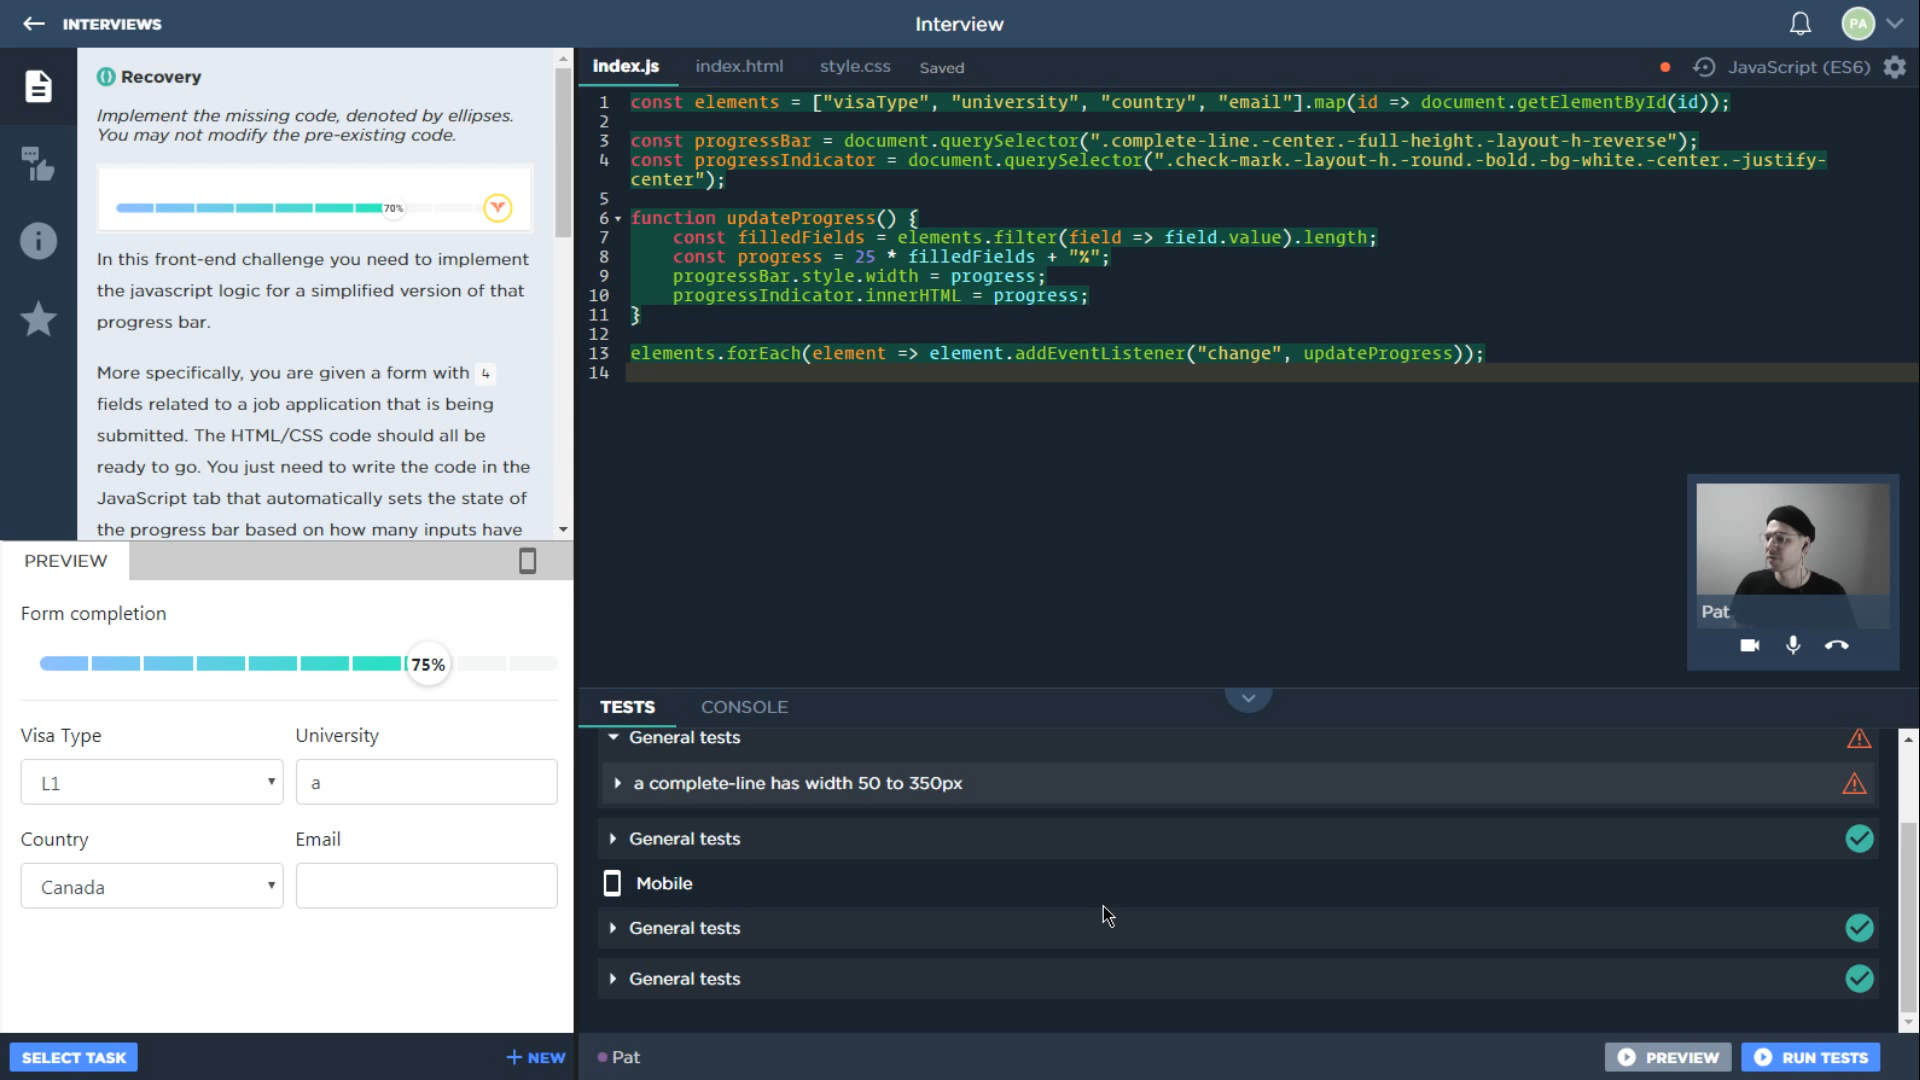 INTERVIEWS
Interview
PA
Recovery
Implement the missing code, denoted by ellipses.
You may not modify the pre-existing code.
70%
In this front-end challenge you need to implement
the javascript logic for a simplified version of that
progress bar.
More specifically, you are given a form with 4
fields related to a job application that is being
submitted. The HTML/CSS code should all be
ready to go. You just need to write the code in the
JavaScript tab that automatically sets the state of
the progress bar based on how many inputs have
PREVIEW
Form completion
75%
Visa Type
University
L1
a
Country
Email
Canada
SELECT TASK
+ NEW
index.js
index.html
style.css
Saved
JavaScript (ES6)
1 const elements = ["visaType", "university", "country", "email"].map(id => document.getElementById(id));
2
3 const progressBar = document.querySelector(".complete-line.-center.-full-height.-layout-h-reverse");
4 const progressIndicator = document.querySelector(".check-mark.-layout-h.-round.-bold.-bg-white.-center.-justify-
center");
5
6 function updateProgress() {
7 const filledFields = elements.filter(field => field.value).length;
8 const progress = 25 * filledFields + "%";
9 progressBar.style.width = progress;
10 progressIndicator.innerHTML = progress;
11 }
12
13 elements.forEach(element => element.addEventListener("change", updateProgress));
14
Pat
TESTS
CONSOLE
General tests
a complete-line has width 50 to 350px
General tests
Mobile
General tests
General tests
Pat
PREVIEW
RUN TESTS